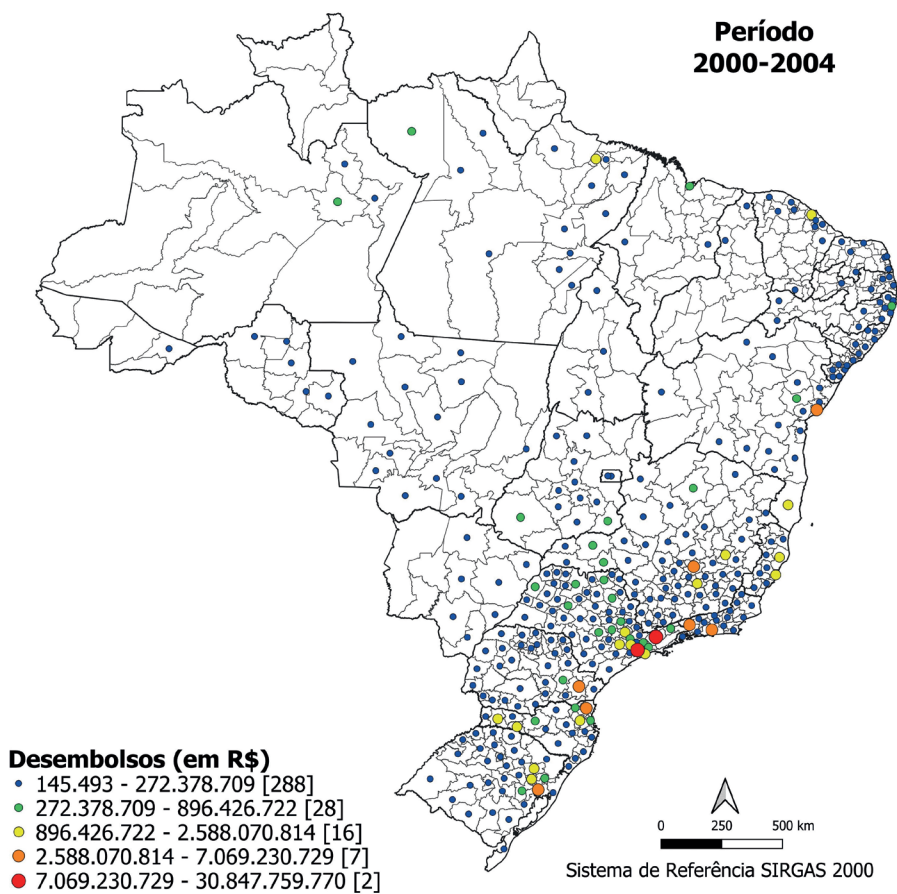 Período
2000-2004
Desembolsos (em R$)
145.493 - 272.378.709 [288]
272.378.709 - 896.426.722 [28]
896.426.722 - 2.588.070.814 [16]
2.588.070.814 - 7.069.230.729 [7]
7.069.230.729 - 30.847.759.770 [2]
0 250 500 km
Sistema de Referência SIRGAS 2000